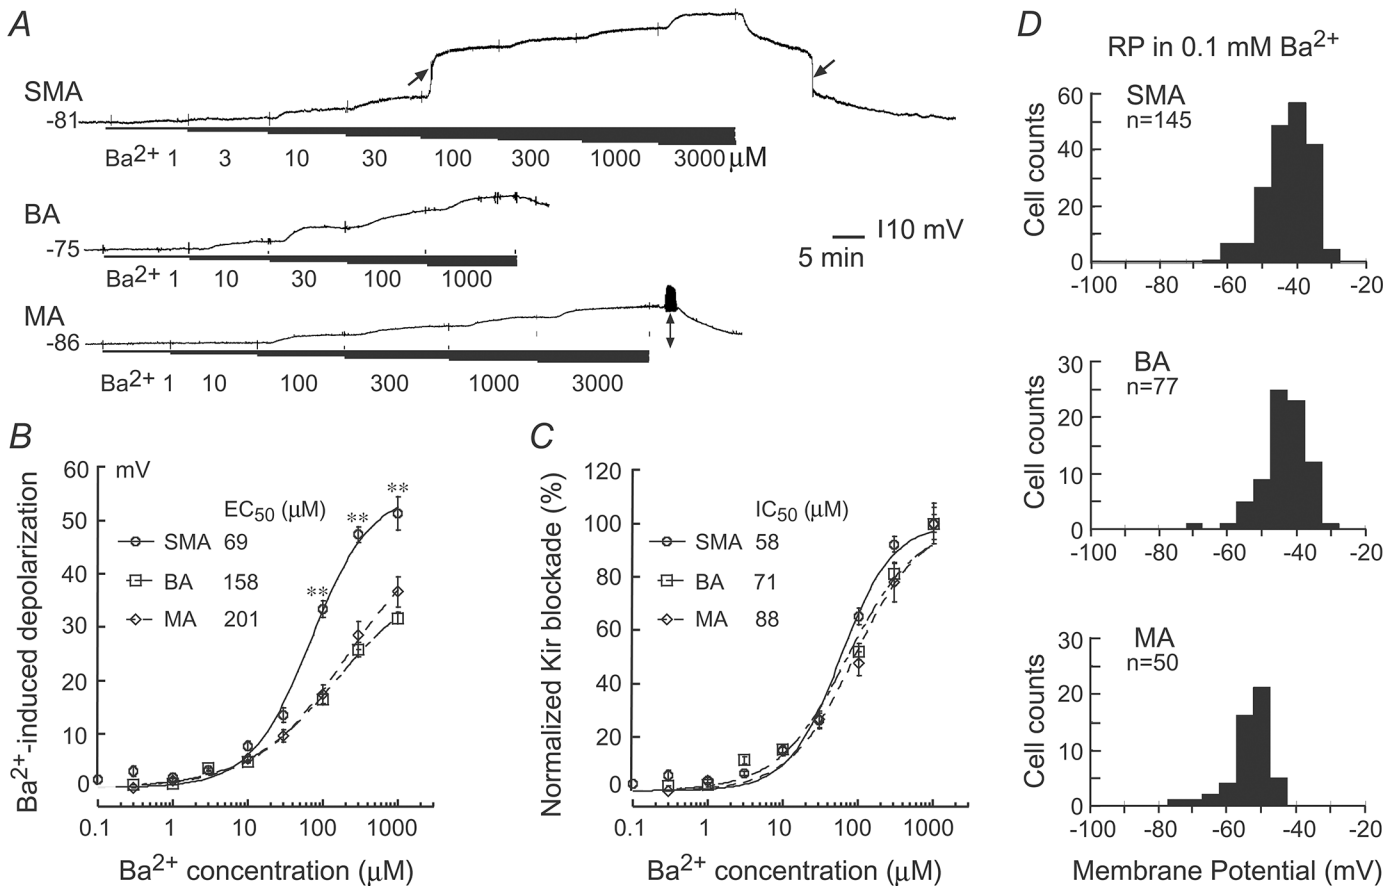 A
SMA
-81
Ba2+ 1 3 10 30 100 300 1000 3000 μM
BA
-75
Ba2+ 1 10 30 100 1000
I10 mV
5 min
MA
-86
Ba2+ 1 10 100 300 1000 3000
B
mV
Ba2+-induced depolarization
60
50
40
30
20
10
0
EC50 (μM)
SMA 69
BA 158
MA 201
**
**
**
0.1 1 10 100 1000
Ba2+ concentration (μM)
C
Normalized Kir blockade (%)
120
100
80
60
40
20
0
IC50 (μM)
SMA 58
BA 71
MA 88
0.1 1 10 100 1000
Ba2+ concentration (μM)
D
RP in 0.1 mM Ba2+
SMA
n=145
Cell counts
60
40
20
0
-100 -80 -60 -40 -20
BA
n=77
Cell counts
30
20
10
0
-100 -80 -60 -40 -20
MA
n=50
Cell counts
30
20
10
0
-100 -80 -60 -40 -20
Membrane Potential (mV)